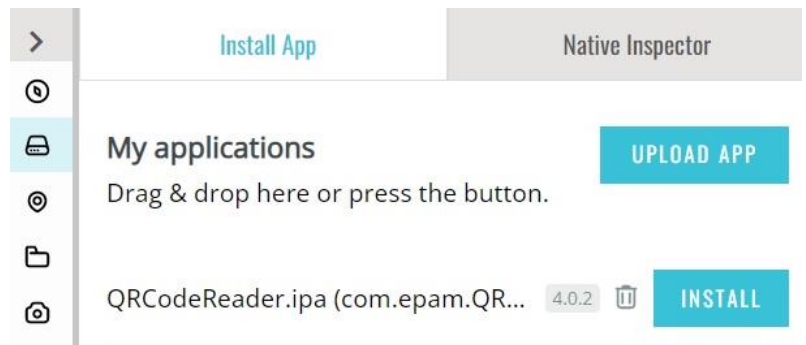 Install App
Native Inspector
My applications
UPLOAD APP
Drag & drop here or press the button.
QRCodeReader.ipa (com.epam.QR... 4.0.2 INSTALL